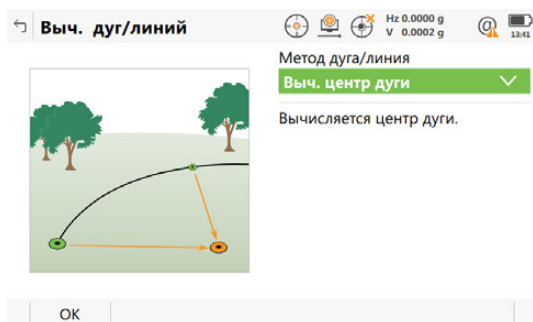 Выч. дуг/линий
Hz 0.0000 g
V 0.0002 g
13:41
Метод дуга/линия
Выч. центр дуги
Вычисляется центр дуги.
OK